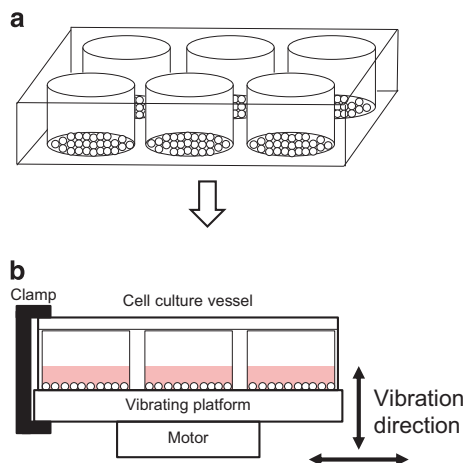 a
b
Clamp
Cell culture vessel
Vibrating platform
Motor
Vibration
direction